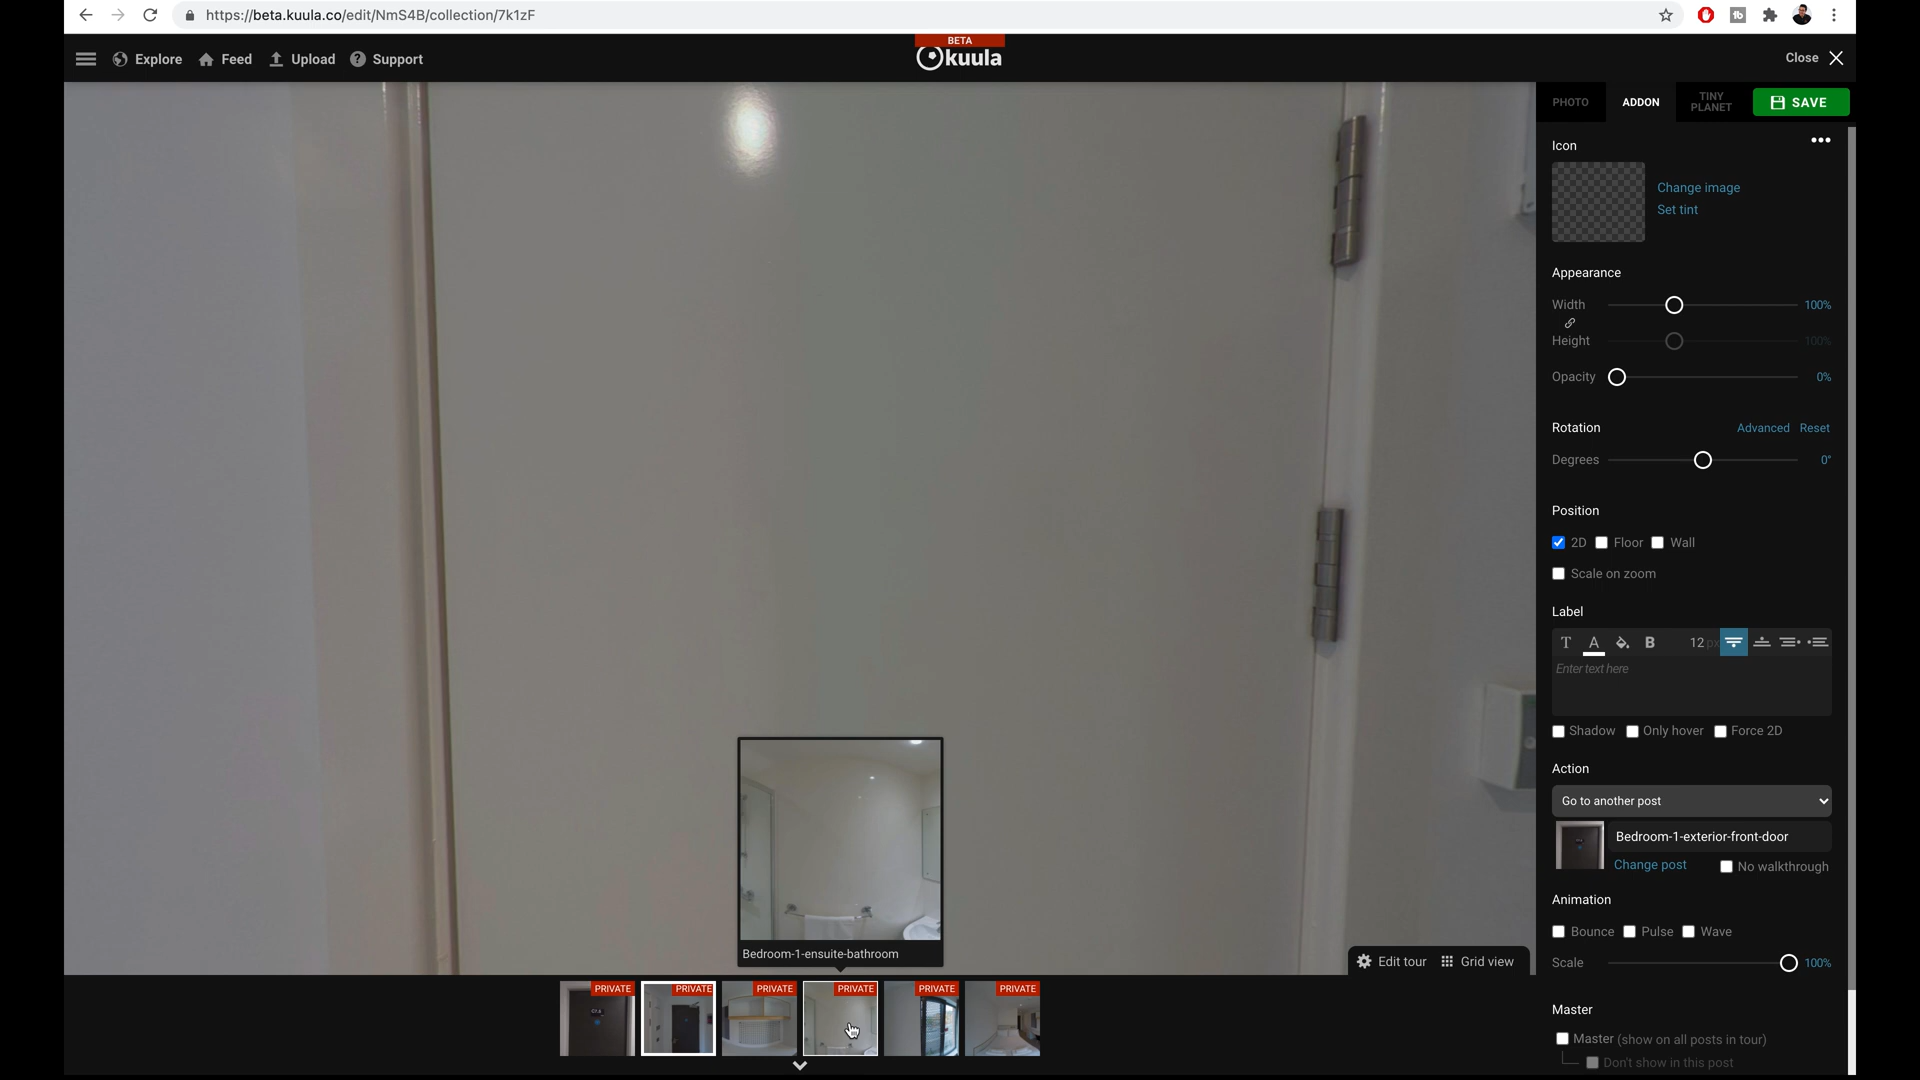 https://beta.kuula.co/edit/NmS4B/collection/7k1zF
Explore Feed Upload Support
BETA
kuula
Close
PHOTO
ADDON
TINY
PLANET
SAVE
Icon
Change image
Set tint
Appearance
Width 100%
Height 100%
Opacity 0%
Rotation Advanced Reset
Degrees 0°
Position
2D Floor Wall
Scale on zoom
Label
T A B 12 px
Enter text here
Shadow Only hover Force 2D
Action
Go to another post
Bedroom-1-exterior-front-door
Change post No walkthrough
Animation
Bounce Pulse Wave
Scale 100%
Master
Master (show on all posts in tour)
Don't show in this post
Bedroom-1-ensuite-bathroom
Edit tour Grid view
PRIVATE PRIVATE PRIVATE PRIVATE PRIVATE PRIVATE